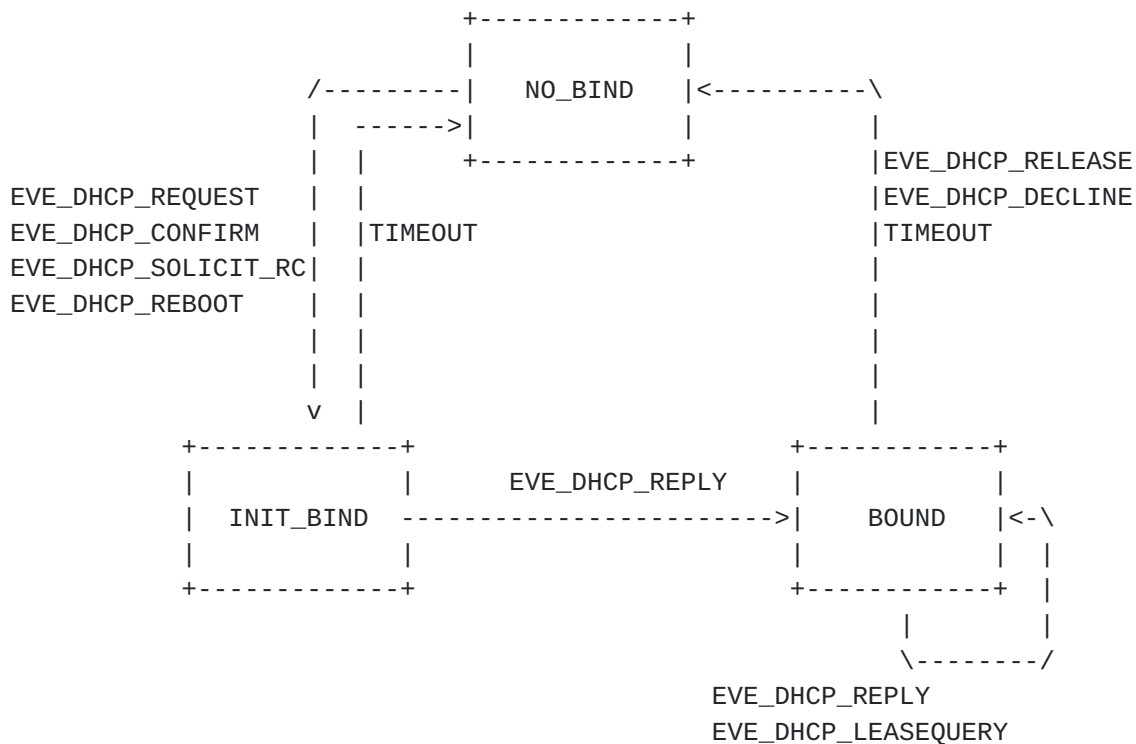 NO_BIND
EVE_DHCP_RELEASE
EVE_DHCP_REQUEST
EVE_DHCP_DECLINE
EVE_DHCP_CONFIRM
TIMEOUT
TIMEOUT
EVE_DHCP_SOLICIT_RC
EVE_DHCP_REBOOT
EVE_DHCP_REPLY
INIT_BIND
BOUND
EVE_DHCP_REPLY
EVE_DHCP_LEASEQUERY